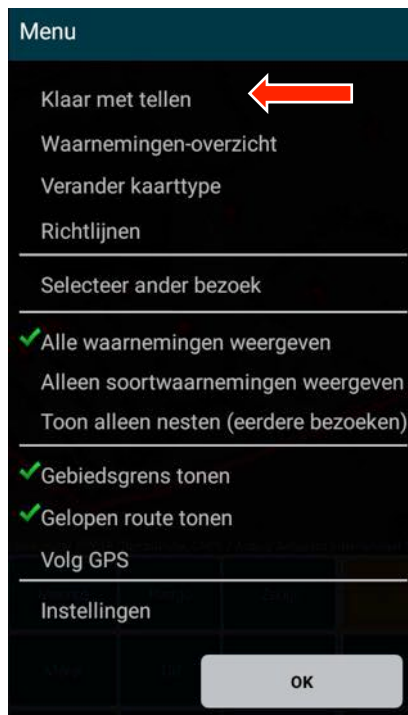 Menu
Klaar met tellen
Waarnemingen-overzicht
Verander kaarttype
Richtlijnen
Selecteer ander bezoek
Alle waarnemingen weergeven
Alleen soortwaarnemingen weergeven
Toon alleen nesten (eerdere bezoeken)
Gebiedsgrens tonen
Gelopen route tonen
Volg GPS
Instellingen
OK